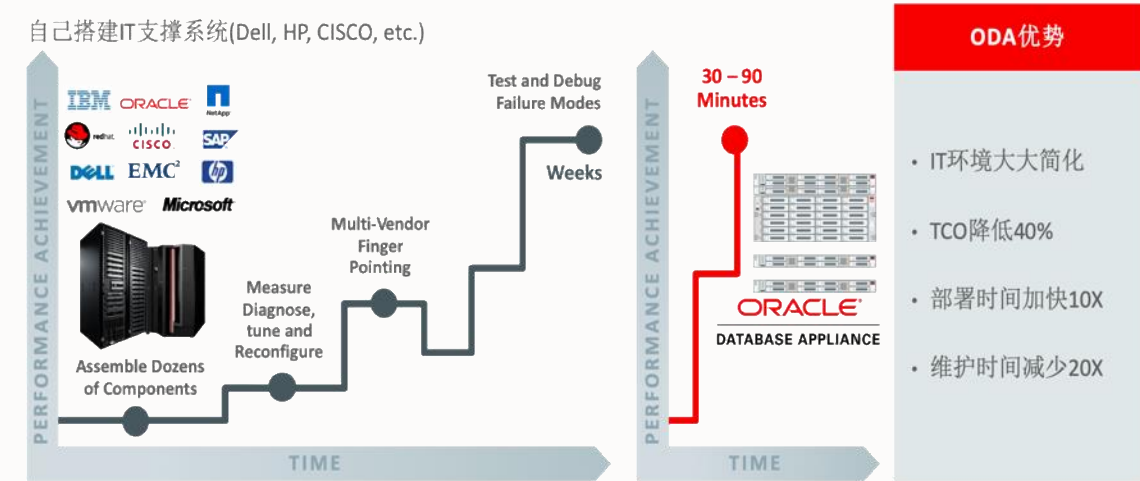 自己搭建IT支撑系统(Dell, HP, CISCO, etc.)
PERFORMANCE ACHIEVEMENT
IBM
ORACLE
NetApp
redhat
CISCO
SAP
DELL
EMC²
hp
vmware
Microsoft
Assemble Dozens
of Components
Measure
Diagnose,
tune and
Reconfigure
Multi-Vendor
Finger
Pointing
Test and Debug
Failure Modes
Weeks
TIME
PERFORMANCE ACHIEVEMENT
30 – 90
Minutes
ORACLE
DATABASE APPLIANCE
TIME
ODA优势
• IT环境大大简化
• TCO降低40%
• 部署时间加快10X
• 维护时间减少20X